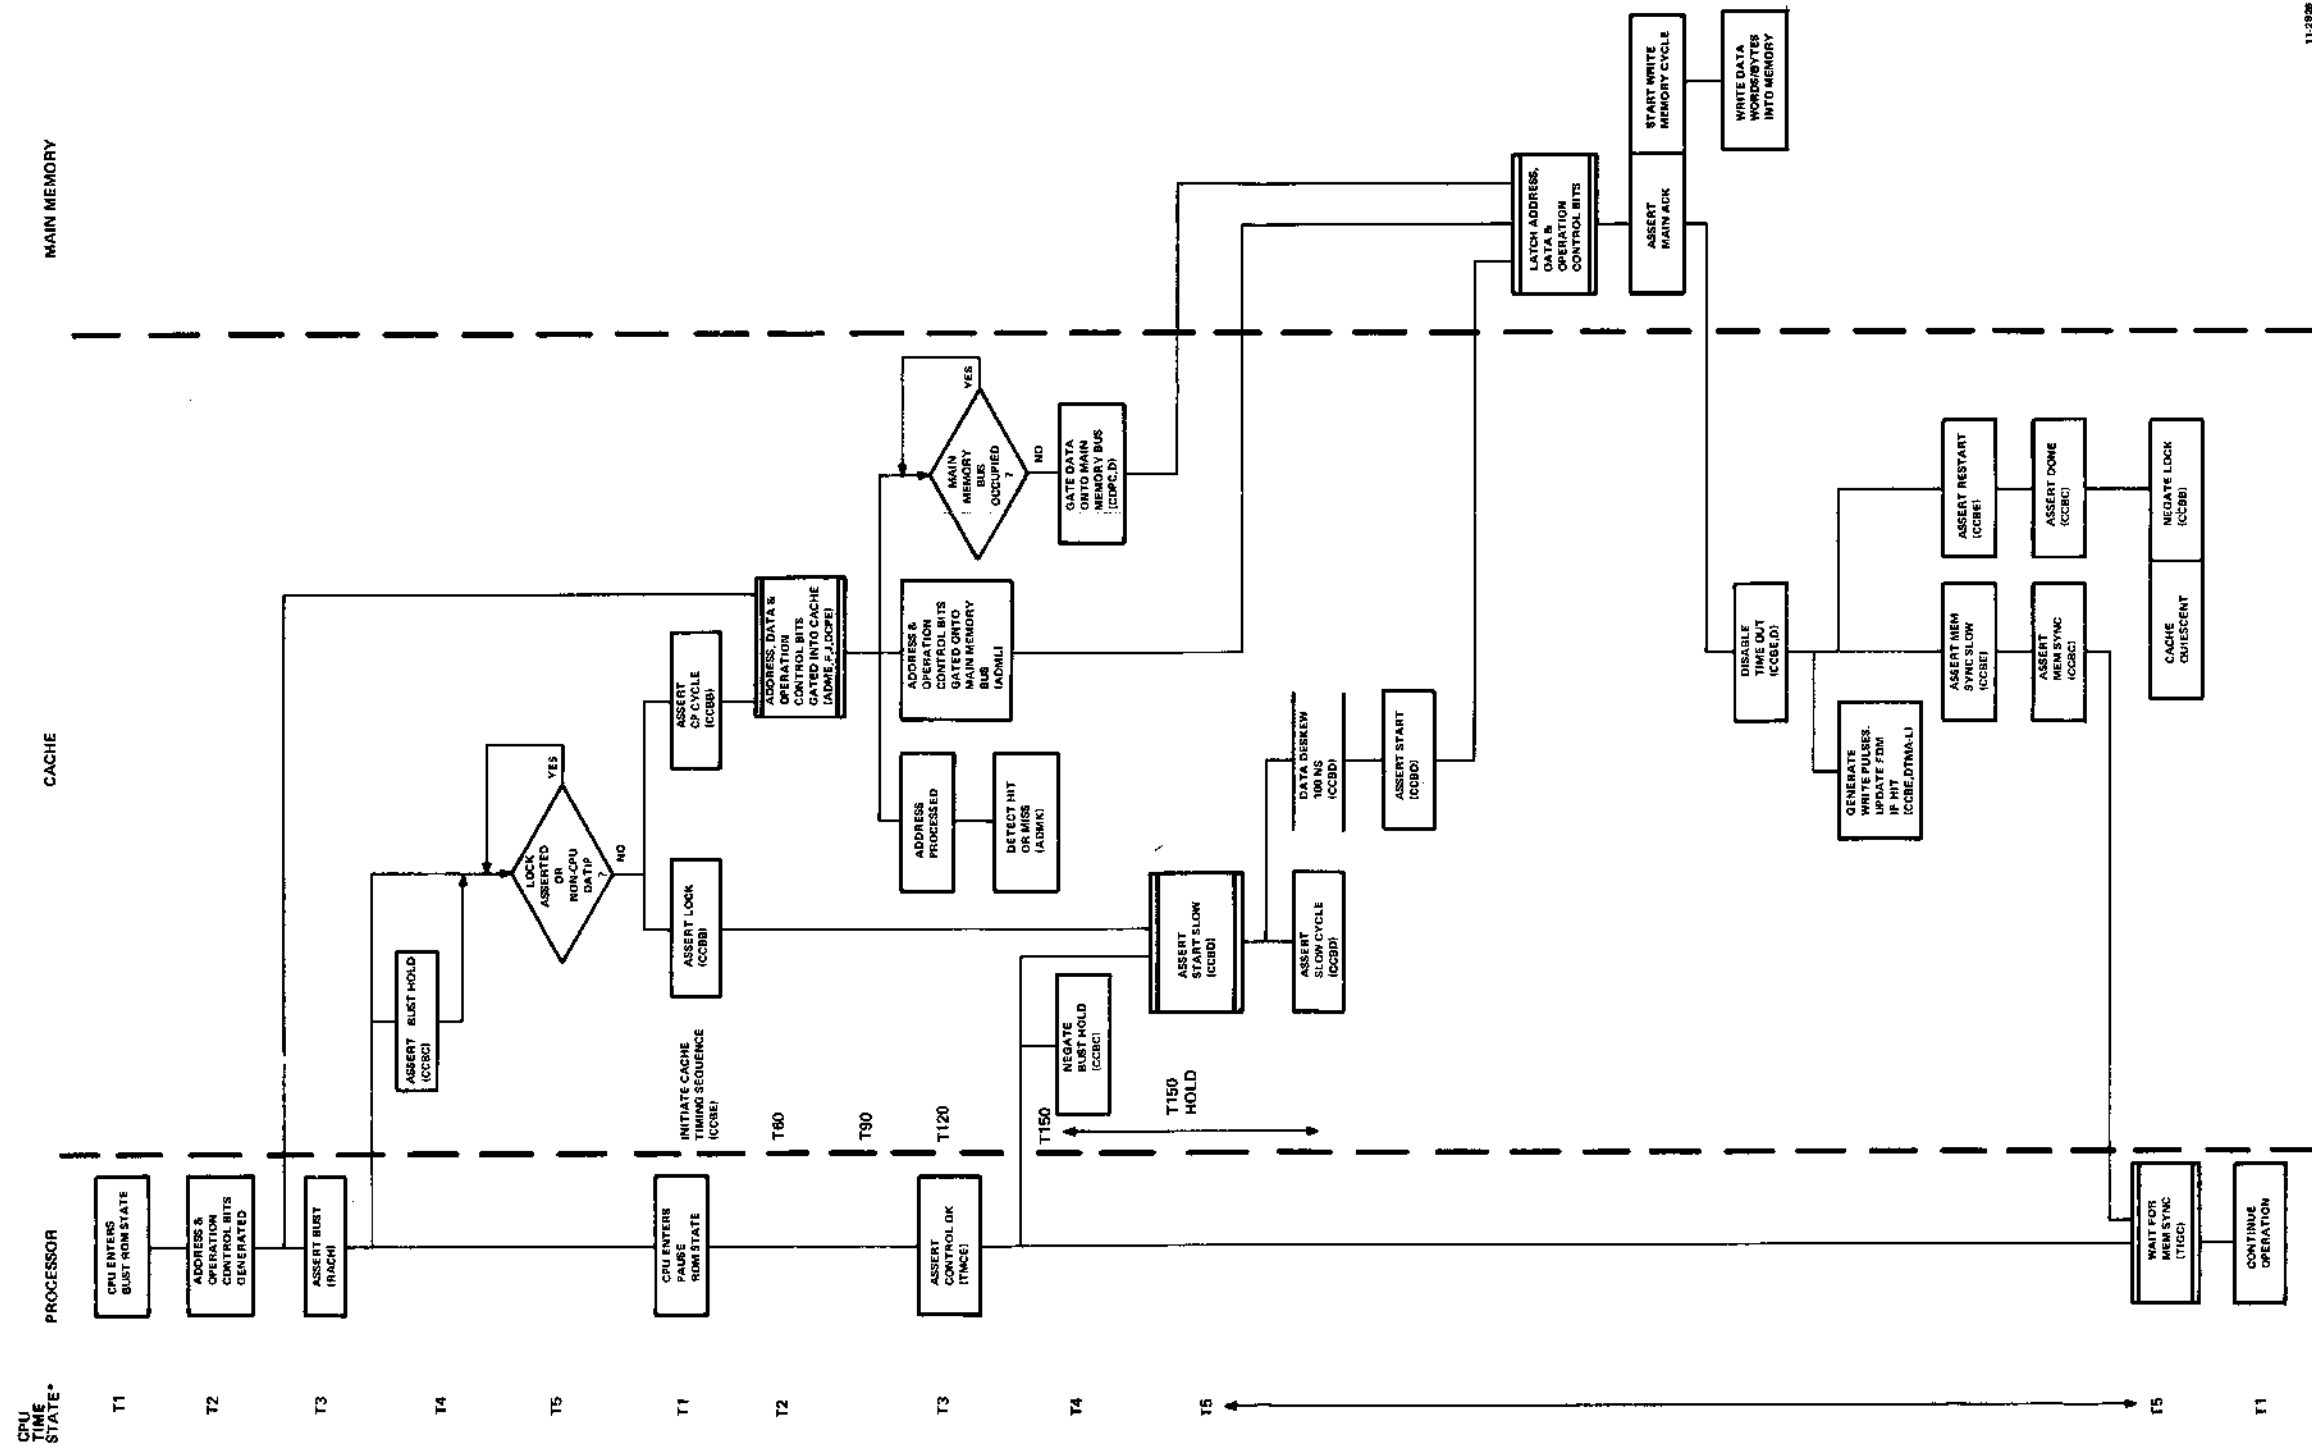 CPU
TIME
STATE*
PROCESSOR
CACHE
MAIN MEMORY
T1
T2
T3
T4
T5
T1
T2
T3
T4
T5
T5
T1
CPU ENTERS
BUST ROM STATE
ADDRESS &
OPERATION
CONTROL BITS
GENERATED
ASSERT BUST
(RACH)
CPU ENTERS
PAUSE
ROM STATE
ASSERT
CONTROL OK
(TMCE)
WAIT FOR
MEM SYNC
(TIGC)
CONTINUE
OPERATION
ASSERT BUST HOLD
(CCBC)
LOCK
ASSERTED
OR
NON-CPU
DATIP
?
YES
NO
INITIATE CACHE
TIMING SEQUENCE
(CCBE)
T60
T90
T120
T150
T150
HOLD
ASSERT LOCK
(CCBB)
ASSERT
CP CYCLE
(CCBB)
ADDRESS, DATA &
OPERATION
CONTROL BITS
GATED INTO CACHE
ADDRESS
PROCESSED
DETECT HIT
OR MISS
(ADMK)
ADDRESS &
OPERATION
CONTROL BITS
GATED ONTO
MAIN MEMORY
BUS
(ADML)
MAIN
MEMORY
BUS
OCCUPIED
?
YES
NO
GATE DATA
ONTO MAIN
MEMORY BUS
(CDPC,D)
NEGATE
BUST HOLD
(CCBC)
ASSERT
START SLOW
(CCBD)
ASSERT
SLOW CYCLE
(CCBD)
DATA DESKEW
100 NS
(CCBD)
ASSERT START
(CCBD)
LATCH ADDRESS,
DATA &
OPERATION
CONTROL BITS
ASSERT
MAIN ACK
START WRITE
MEMORY CYCLE
WRITE DATA
WORDS/BYTES
INTO MEMORY
DISABLE
TIME OUT
(CCBE,D)
GENERATE
WRITE PULSES.
UPDATE FDM
IF HIT
(CCBE,DTMA-L)
ASSERT MEM
SYNC SLOW
(CCBE)
ASSERT
MEM SYNC
(CCBC)
ASSERT RESTART
(CCBE)
ASSERT DONE
(CCBC)
CACHE
QUIESCENT
NEGATE LOCK
(CCBB)